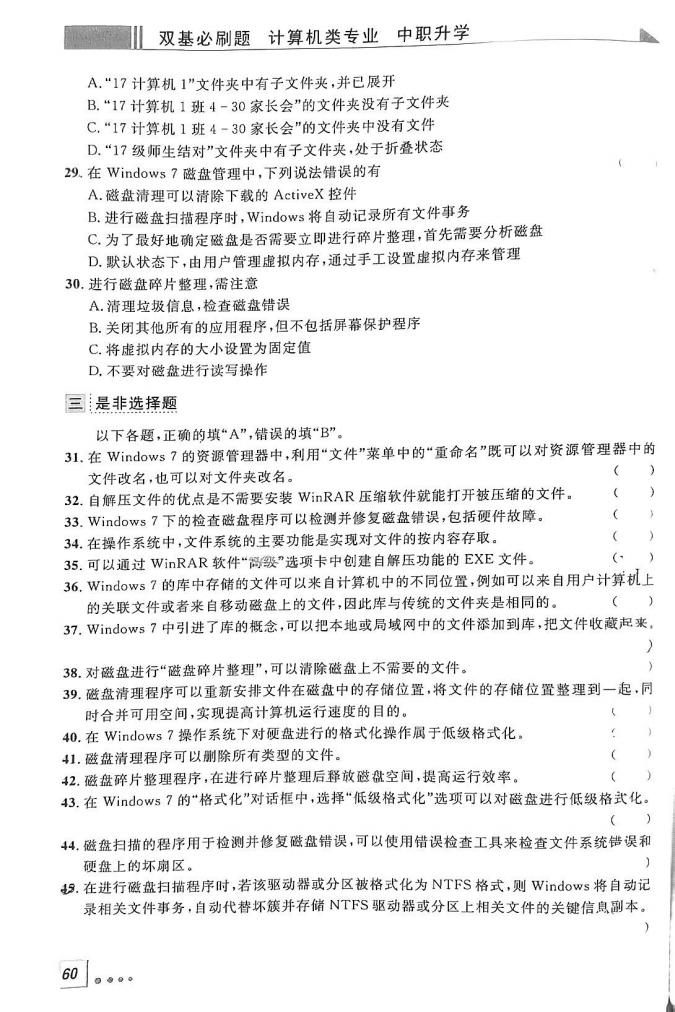 双基必刷题 计算机类专业 中职升学
A.“17计算机1”文件夹中有子文件夹,并已展开
B.“17计算机1班4-30家长会”的文件夹没有子文件夹
C.“17计算机1班4-30家长会”的文件夹中没有文件
D.“17级师生结对”文件夹中有子文件夹,处于折叠状态
29.在Windows 7磁盘管理中,下列说法错误的有 ( )
A.磁盘清理可以清除下载的ActiveX控件
B.进行磁盘扫描程序时,Windows将自动记录所有文件事务
C.为了最好地确定磁盘是否需要立即进行碎片整理,首先需要分析磁盘
D.默认状态下,由用户管理虚拟内存,通过手工设置虚拟内存来管理
30.进行磁盘碎片整理,需注意
A.清理垃圾信息,检查磁盘错误
B.关闭其他所有的应用程序,但不包括屏幕保护程序
C.将虚拟内存的大小设置为固定值
D.不要对磁盘进行读写操作
三 是非选择题
以下各题,正确的填“A”,错误的填“B”。
31.在Windows 7的资源管理器中,利用“文件”菜单中的“重命名”既可以对资源管理器中的
文件改名,也可以对文件夹改名。 ( )
32.自解压文件的优点是不需要安装WinRAR压缩软件就能打开被压缩的文件。 ( )
33.Windows 7下的检查磁盘程序可以检测并修复磁盘错误,包括硬件故障。 ( )
34.在操作系统中,文件系统的主要功能是实现对文件的按内容存取。 ( )
35.可以通过WinRAR软件“高级”选项卡中创建自解压功能的EXE文件。 ( )
36.Windows 7的库中存储的文件可以来自计算机中的不同位置,例如可以来自用户计算机上
的关联文件或者来自移动磁盘上的文件,因此库与传统的文件夹是相同的。 ( )
37.Windows 7中引进了库的概念,可以把本地或局域网中的文件添加到库,把文件收藏起来。
)
38.对磁盘进行“磁盘碎片整理”,可以清除磁盘上不需要的文件。 )
39.磁盘清理程序可以重新安排文件在磁盘中的存储位置,将文件的存储位置整理到一起,同
时合并可用空间,实现提高计算机运行速度的目的。 ( )
40.在Windows 7操作系统下对硬盘进行的格式化操作属于低级格式化。 ( )
41.磁盘清理程序可以删除所有类型的文件。 ( )
42.磁盘碎片整理程序,在进行碎片整理后释放磁盘空间,提高运行效率。 ( )
43.在Windows 7的“格式化”对话框中,选择“低级格式化”选项可以对磁盘进行低级格式化。
( )
44.磁盘扫描的程序用于检测并修复磁盘错误,可以使用错误检查工具来检查文件系统错误和
硬盘上的坏扇区。 )
45.在进行磁盘扫描程序时,若该驱动器或分区被格式化为NTFS格式,则Windows将自动记
录相关文件事务,自动代替坏簇并存储NTFS驱动器或分区上相关文件的关键信息副本。
)
60